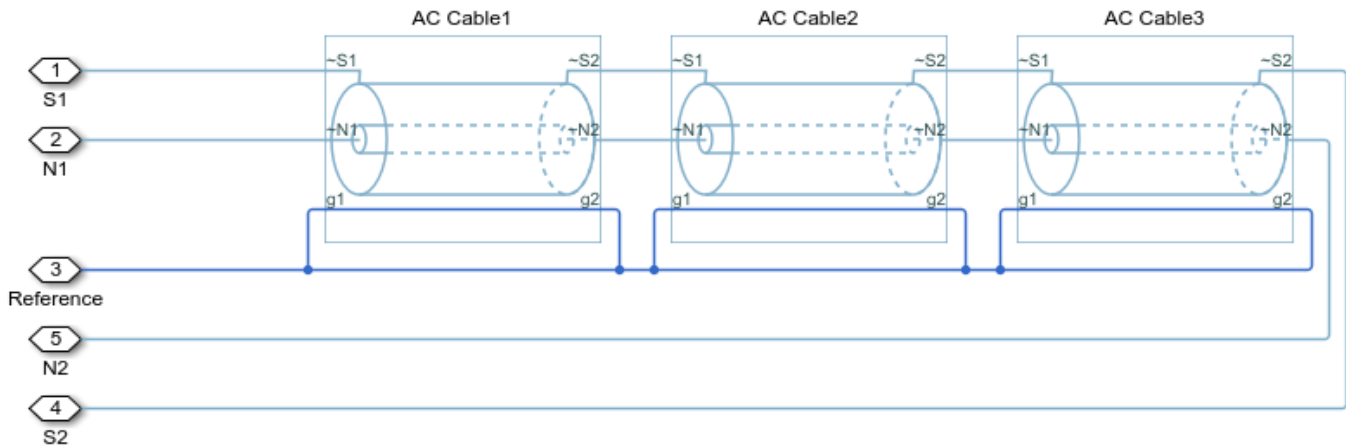 AC Cable1
AC Cable2
AC Cable3
~S1
~S2
~S1
~S2
~S1
~S2
1
S1
~N1
~N2
~N1
~N2
~N1
~N2
2
N1
g1
g2
g1
g2
g1
g2
3
Reference
5
N2
4
S2